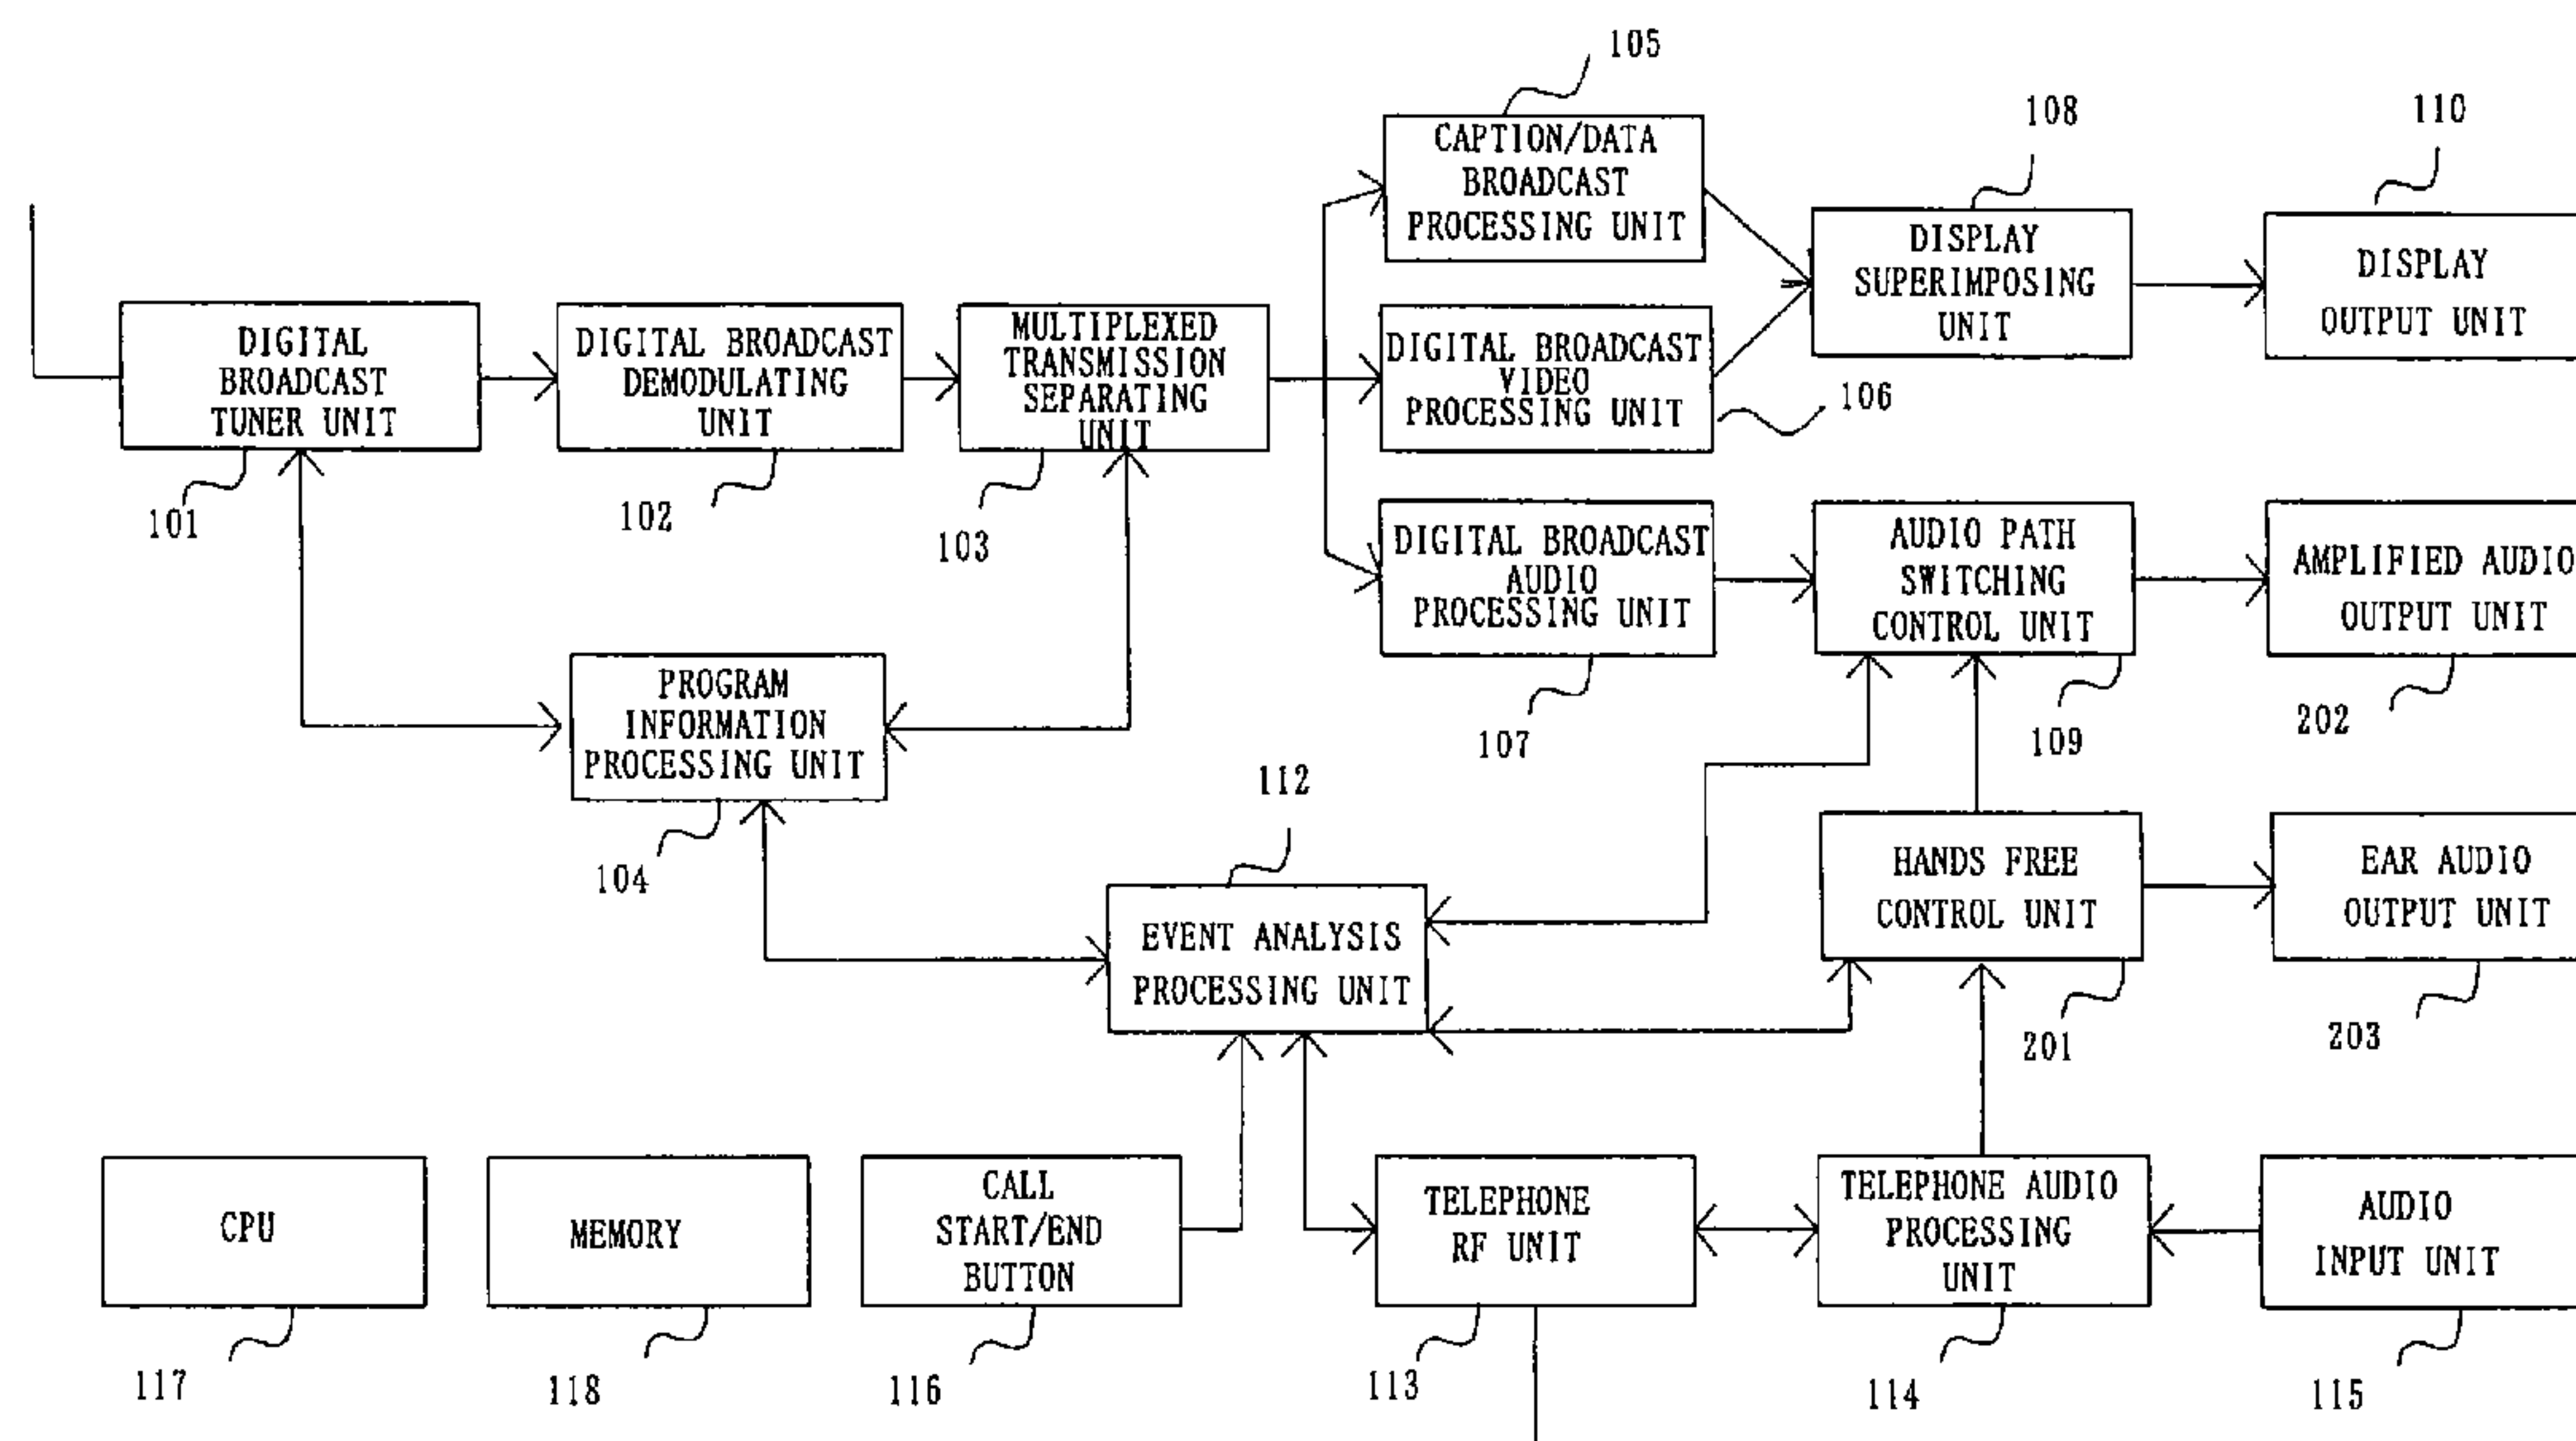 105
108
110
CAPTION/DATA
BROADCAST
PROCESSING UNIT
DISPLAY
SUPERIMPOSING
UNIT
DISPLAY
OUTPUT UNIT
DIGITAL
BROADCAST
TUNER UNIT
DIGITAL BROADCAST
DEMODULATING
UNIT
MULTIPLEXED
TRANSMISSION
SEPARATING
UNIT
DIGITAL BROADCAST
VIDEO
PROCESSING UNIT
106
101
102
103
DIGITAL BROADCAST
AUDIO
PROCESSING UNIT
AUDIO PATH
SWITCHING
CONTROL UNIT
AMPLIFIED AUDIO
OUTPUT UNIT
PROGRAM
INFORMATION
PROCESSING UNIT
107
109
202
112
104
EVENT ANALYSIS
PROCESSING UNIT
HANDS FREE
CONTROL UNIT
EAR AUDIO
OUTPUT UNIT
201
203
CPU
MEMORY
CALL
START/END
BUTTON
TELEPHONE
RF UNIT
TELEPHONE AUDIO
PROCESSING
UNIT
AUDIO
INPUT UNIT
117
118
116
113
114
115